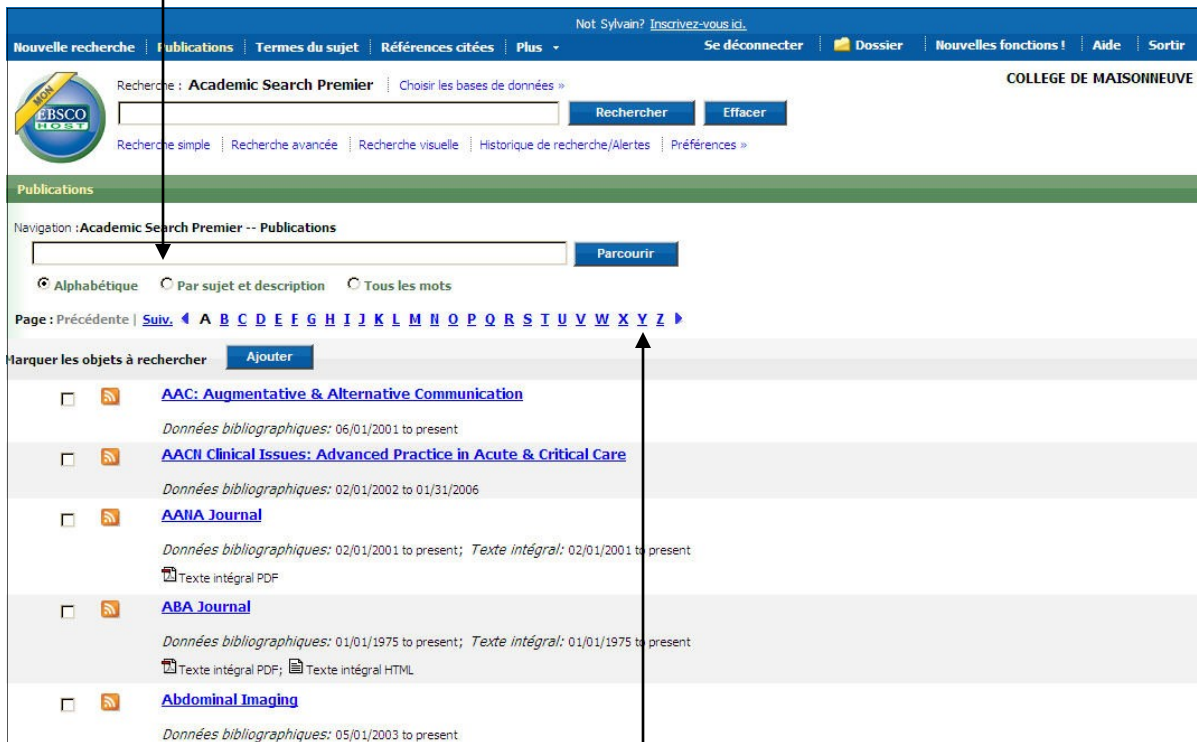 Not Sylvain? Inscrivez-vous ici.
Nouvelle recherche Publications Termes du sujet Références citées Plus Se déconnecter Dossier Nouvelles fonctions ! Aide Sortir
MON EBSCO HOST
Recherche : Academic Search Premier Choisir les bases de données »
COLLEGE DE MAISONNEUVE
Rechercher Effacer
Recherche simple Recherche avancée Recherche visuelle Historique de recherche/Alertes Préférences »
Publications
Navigation :Academic Search Premier -- Publications
Parcourir
Alphabétique Par sujet et description Tous les mots
Page : Précédente | Suiv. A B C D E F G H I J K L M N O P Q R S T U V W X Y Z
Marquer les objets à rechercher Ajouter
AAC: Augmentative & Alternative Communication
Données bibliographiques: 06/01/2001 to present
AACN Clinical Issues: Advanced Practice in Acute & Critical Care
Données bibliographiques: 02/01/2002 to 01/31/2006
AANA Journal
Données bibliographiques: 02/01/2001 to present; Texte intégral: 02/01/2001 to present
Texte intégral PDF
ABA Journal
Données bibliographiques: 01/01/1975 to present; Texte intégral: 01/01/1975 to present
Texte intégral PDF; Texte intégral HTML
Abdominal Imaging
Données bibliographiques: 05/01/2003 to present